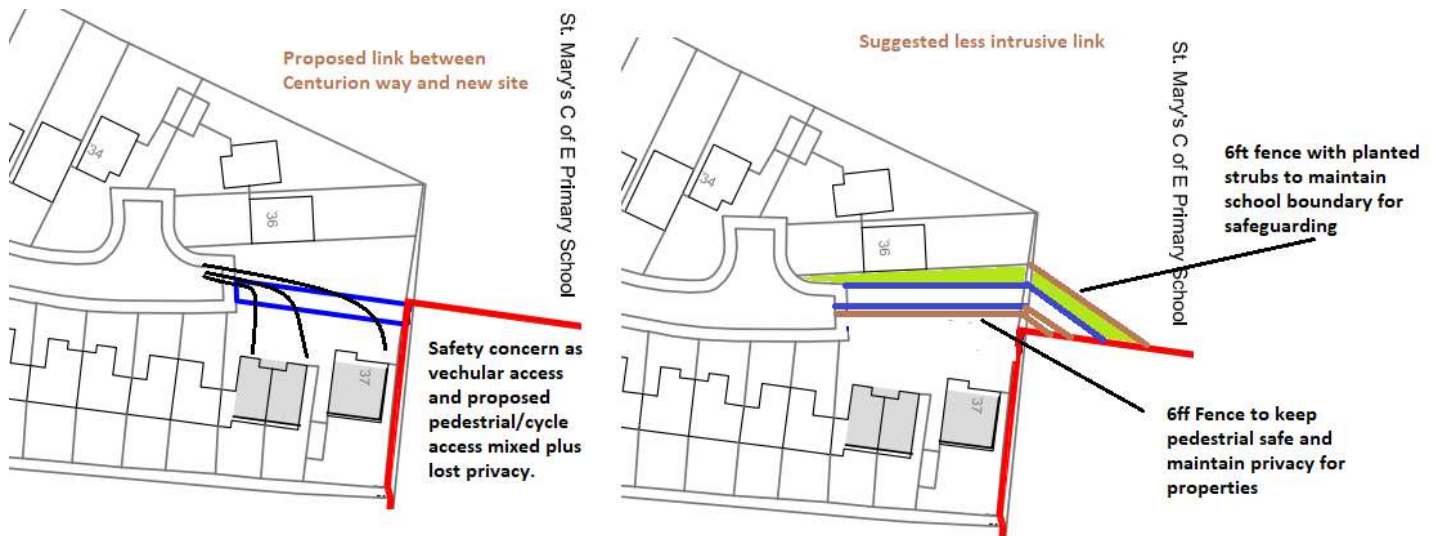 Proposed link between
Centurion way and new site
St. Mary's C of E Primary School
34
36
37
Safety concern as
vechular access
and proposed
pedestrial/cycle
access mixed plus
lost privacy.
Suggested less intrusive link
St. Mary's C of E Primary School
34
36
37
6ft fence with planted
strubs to maintain
school boundary for
safeguarding
6ff Fence to keep
pedestrial safe and
maintain privacy for
properties